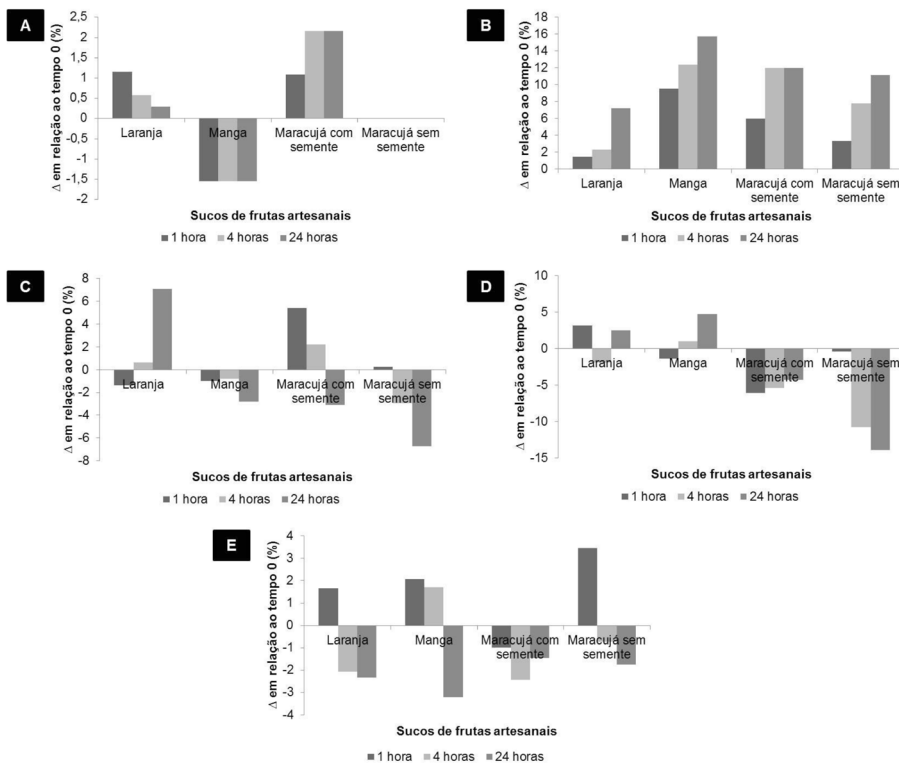 A
Δ em relação ao tempo 0 (%)
2,5
2
1,5
1
0,5
0
-0,5
-1
-1,5
-2
Laranja
Manga
Maracujá com
semente
Maracujá sem
semente
Sucos de frutas artesanais
1 hora 4 horas 24 horas
B
Δ em relação ao tempo 0 (%)
18
16
14
12
10
8
6
4
2
0
Laranja
Manga
Maracujá com
semente
Maracujá sem
semente
Sucos de frutas artesanais
1 hora 4 horas 24 horas
C
Δ em relação ao tempo 0 (%)
8
6
4
2
0
-2
-4
-6
-8
Laranja
Manga
Maracujá com
semente
Maracujá sem
semente
Sucos de frutas artesanais
1 hora 4 horas 24 horas
D
Δ em relação ao tempo 0 (%)
10
5
0
-5
-10
-15
Laranja
Manga
Maracujá com
semente
Maracujá sem
semente
Sucos de frutas artesanais
1 hora 4 horas 24 horas
E
Δ em relação ao tempo 0 (%)
4
3
2
1
0
-1
-2
-3
-4
Laranja
Manga
Maracujá com
semente
Maracujá sem
semente
Sucos de frutas artesanais
1 hora 4 horas 24 horas